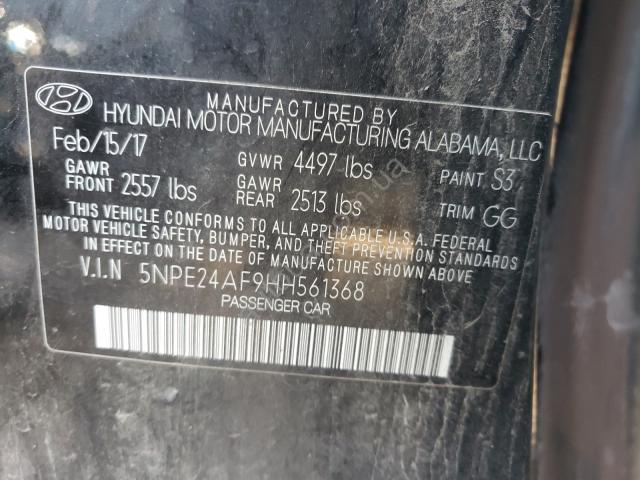 MANUFACTURED BY
HYUNDAI MOTOR MANUFACTURING ALABAMA, LLC
Feb/15/17 GVWR 4497 lbs PAINT S3
GAWR FRONT 2557 lbs GAWR REAR 2513 lbs TRIM GG
THIS VEHICLE CONFORMS TO ALL APPLICABLE U.S.A. FEDERAL
MOTOR VEHICLE SAFETY, BUMPER, AND THEFT PREVENTION STANDARDS
IN EFFECT ON THE DATE OF MANUFACTURE SHOWN ABOVE.
V.I.N 5NPE24AF9HH561368
PASSENGER CAR